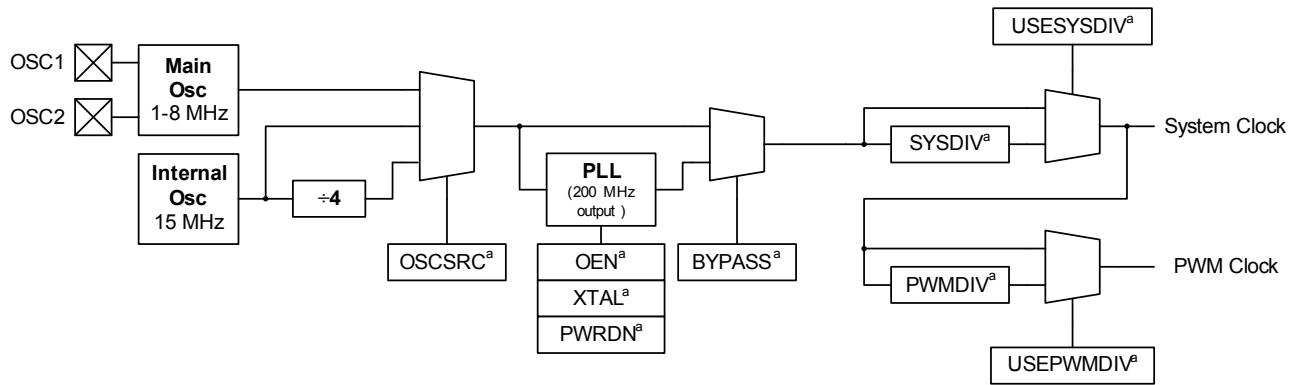 USESYSDIVa
OSC1
Main
Osc
1-8 MHz
OSC2
System Clock
SYSDIVa
Internal
Osc
15 MHz
÷4
PLL
(200 MHz
output )
OSCSRCa
OENa
XTALa
PWRDNa
BYPASSa
PWM Clock
PWMDIVa
USEPWMDIVa